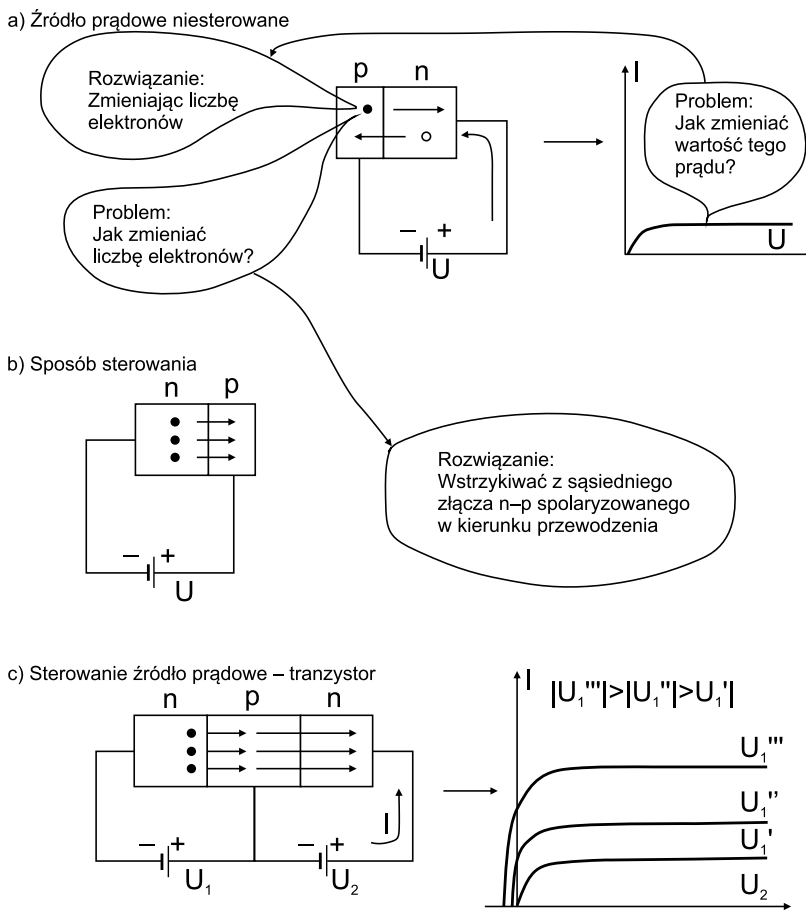 a) Źródło prądowe niesterowane
Rozwiązanie:
Zmieniając liczbę
elektronów
p n
I
Problem:
Jak zmieniać
wartość tego
prądu?
Problem:
Jak zmieniać
liczbę elektronów?
– +
U
U
b) Sposób sterowania
n p
Rozwiązanie:
Wstrzykiwać z sąsiedniego
złącza n–p spolaryzowanego
w kierunku przewodzenia
– +
U
c) Sterowanie źródło prądowe – tranzystor
n p n
I
|U₁'''|>|U₁''|>U₁'|
U₁'''
U₁''
U₁'
U₂
I
– + – +
U₁ U₂